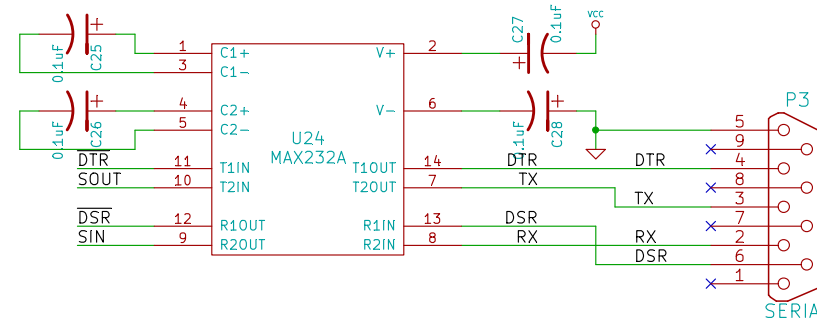 0.1uF
C25
C27
0.1uF
VCC
1 C1+
V+ 2
3 C1-
0.1uF
C26
4 C2+
V- 6
5 C2-
U24
MAX232A
0.1uF
C28
P3
5
9
DTR 11 T1IN
T1OUT 14 DTR DTR 4
SOUT 10 T2IN
T2OUT 7 TX
8
TX 3
DSR 12 R1OUT
R1IN 13 DSR
7
SIN 9 R2OUT
R2IN 8 RX RX 2
DSR 6
1
SERIA